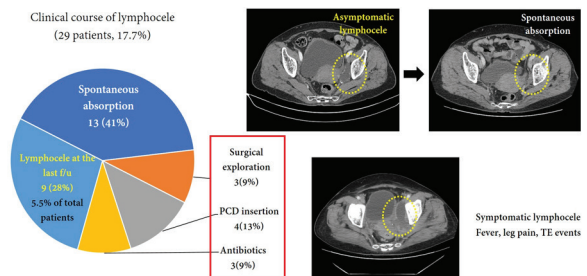 Clinical course of lymphocele
(29 patients, 17.7%)
Spontaneous
absorption
13 (41%)
Lymphocele at the
last f/u
9 (28%)
5.5% of total
patients
Surgical
exploration
3(9%)
PCD insertion
4(13%)
Antibiotics
3(9%)
Asymptomatic
lymphocele
Spontaneous
absorption
Symptomatic lymphocele
Fever, leg pain, TE events